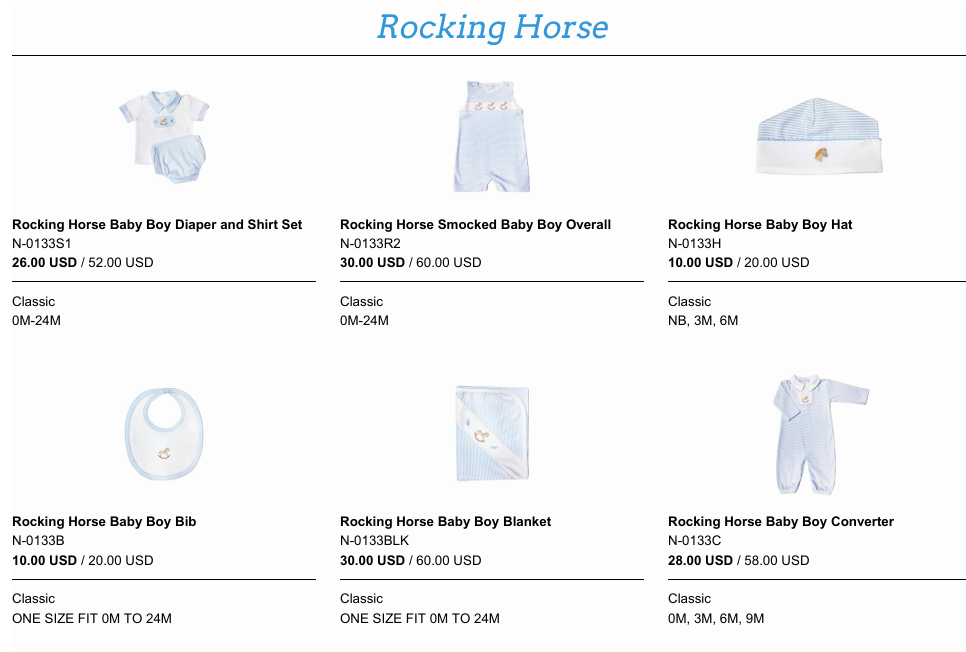 Rocking Horse
Rocking Horse Baby Boy Diaper and Shirt Set
N-0133S1
26.00 USD / 52.00 USD
Classic
0M-24M
Rocking Horse Smocked Baby Boy Overall
N-0133R2
30.00 USD / 60.00 USD
Classic
0M-24M
Rocking Horse Baby Boy Hat
N-0133H
10.00 USD / 20.00 USD
Classic
NB, 3M, 6M
Rocking Horse Baby Boy Bib
N-0133B
10.00 USD / 20.00 USD
Classic
ONE SIZE FIT 0M TO 24M
Rocking Horse Baby Boy Blanket
N-0133BLK
30.00 USD / 60.00 USD
Classic
ONE SIZE FIT 0M TO 24M
Rocking Horse Baby Boy Converter
N-0133C
28.00 USD / 58.00 USD
Classic
0M, 3M, 6M, 9M